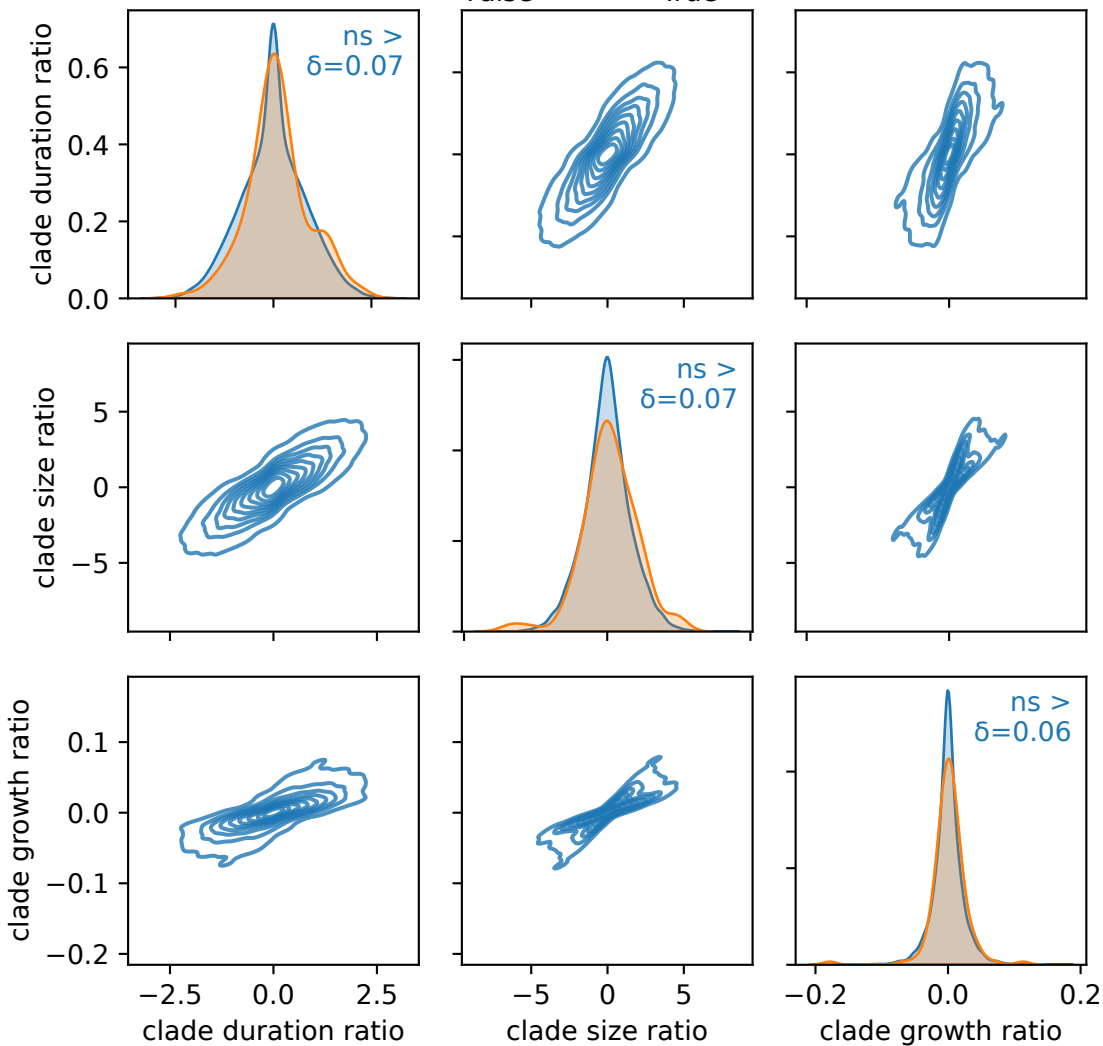 clade duration ratio
0.6
0.4
0.2
0.0
ns >
δ=0.07
clade size ratio
5
0
−5
ns >
δ=0.07
clade growth ratio
0.1
0.0
−0.1
−0.2
ns >
δ=0.06
−2.5 0.0 2.5
−5 0 5
−0.2 0.0 0.2
clade duration ratio
clade size ratio
clade growth ratio